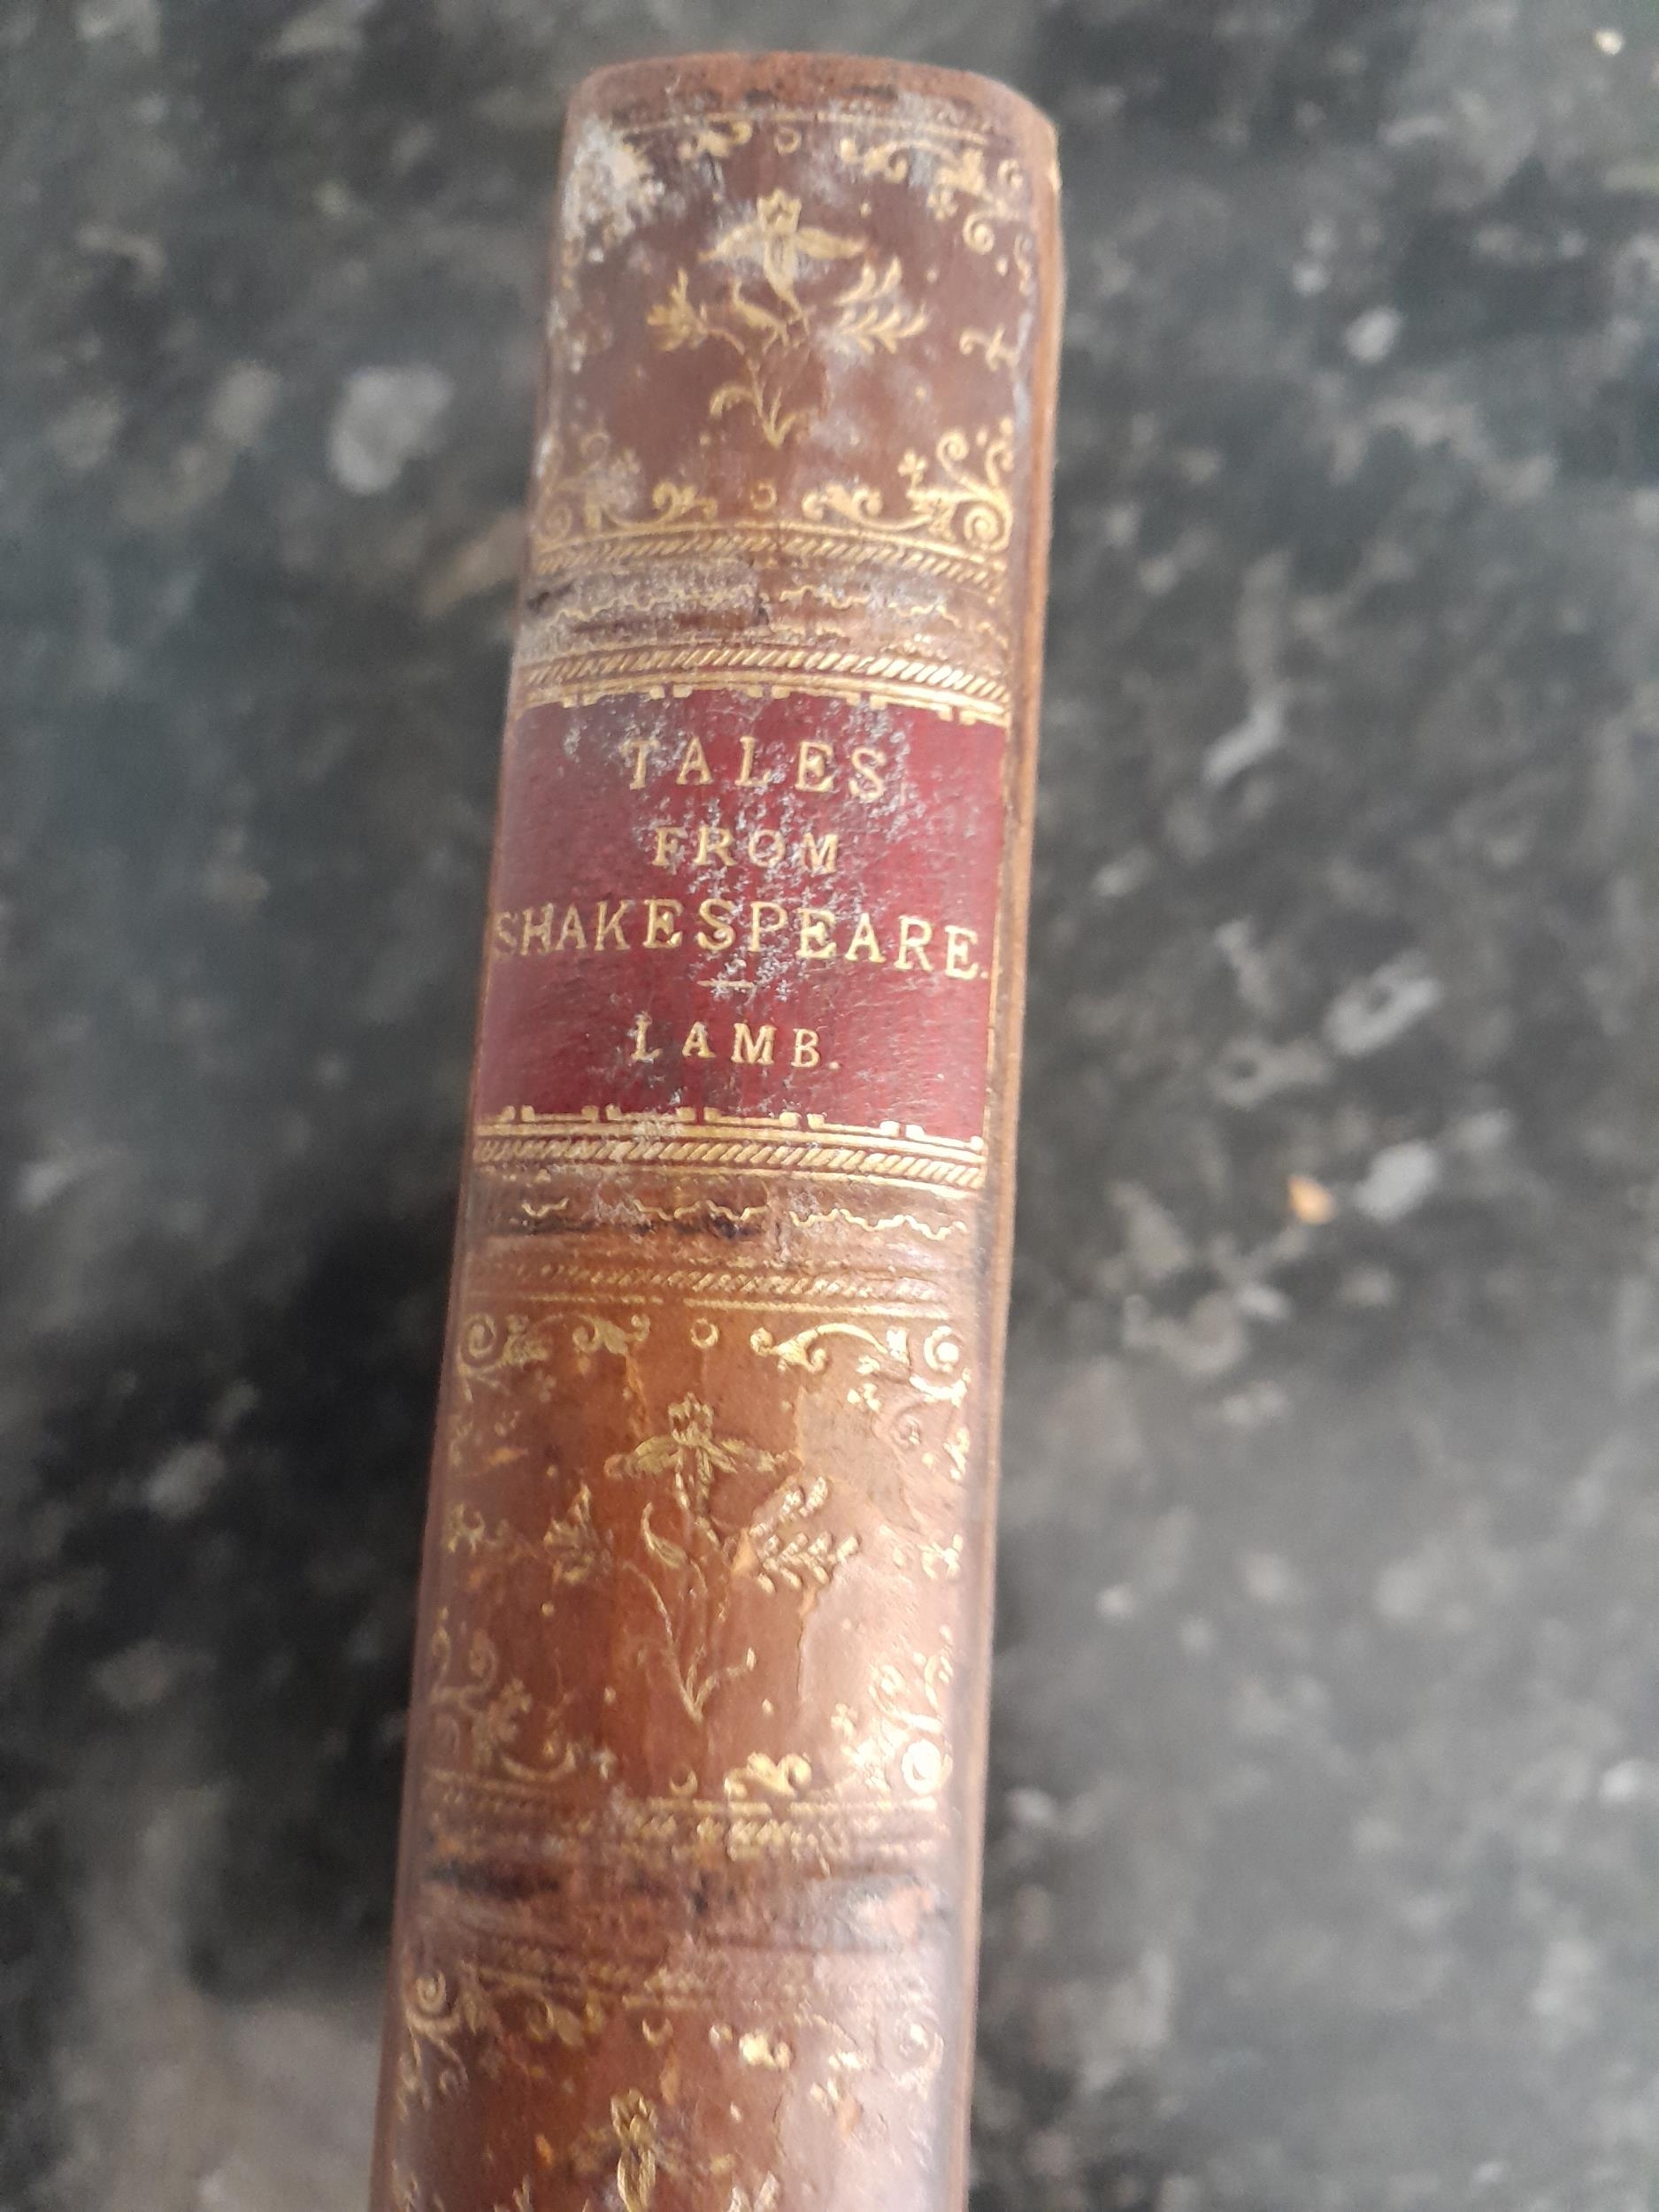 TALES
FROM
SHAKESPEARE.
LAMB.